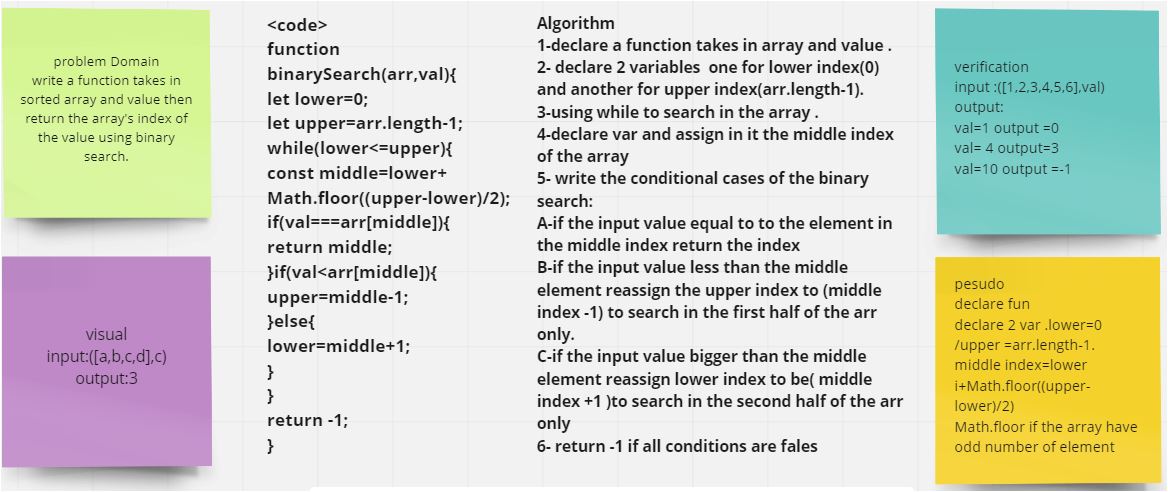 problem Domain
write a function takes in
sorted array and value then
return the array's index of
the value using binary
search.
visual
input:([a,b,c,d],c)
output:3
<code>
function
binarySearch(arr,val){
let lower=0;
let upper=arr.length-1;
while(lower<=upper){
const middle=lower+
Math.floor((upper-lower)/2);
if(val===arr[middle]){
return middle;
}if(val<arr[middle]){
upper=middle-1;
}else{
lower=middle+1;
}
}
return -1;
}
Algorithm
1-declare a function takes in array and value .
2- declare 2 variables  one for lower index(0)
and another for upper index(arr.length-1).
3-using while to search in the array .
4-declare var and assign in it the middle index
of the array
5- write the conditional cases of the binary
search:
A-if the input value equal to to the element in
the middle index return the index
B-if the input value less than the middle
element reassign the upper index to (middle
index -1) to search in the first half of the arr
only.
C-if the input value bigger than the middle
element reassign lower index to be( middle
index +1 )to search in the second half of the arr
only
6- return -1 if all conditions are fales
verification
input :([1,2,3,4,5,6],val)
output:
val=1 output =0
val= 4 output=3
val=10 output =-1
pesudo
declare fun
declare 2 var .lower=0
/upper =arr.length-1.
middle index=lower
i+Math.floor((upper-
lower)/2)
Math.floor if the array have
odd number of element